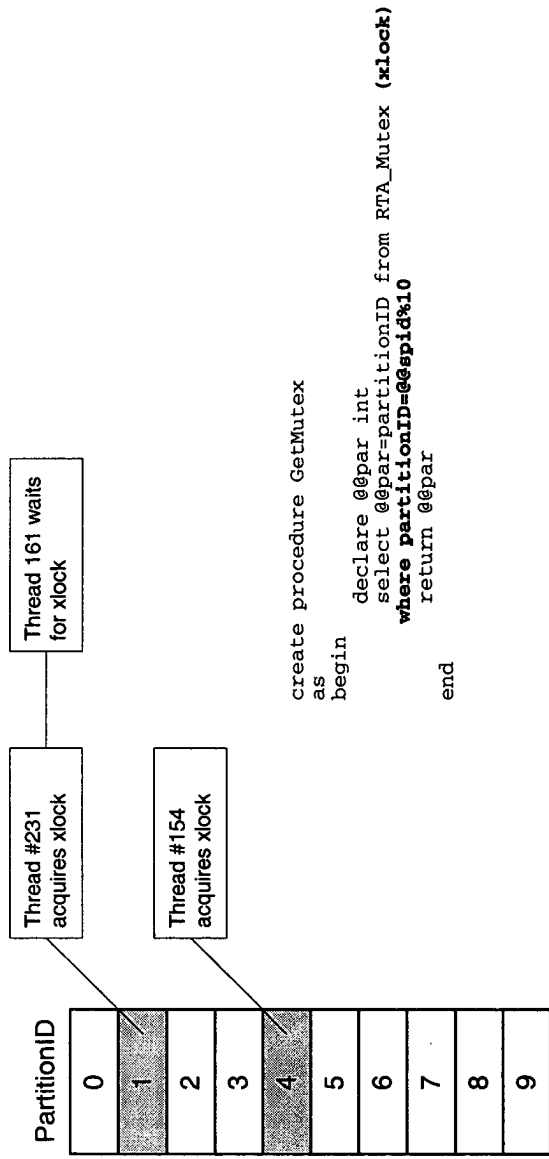 PartitionID
0
1
2
3
4
5
6
7
8
9
Thread #231
acquires xlock
Thread 161 waits
for xlock
Thread #154
acquires xlock
create procedure GetMutex
as
begin
declare @@par int
select @@par=partitionID from RTA_Mutex (xlock)
where partitionID=@@spid%10
return @@par
end